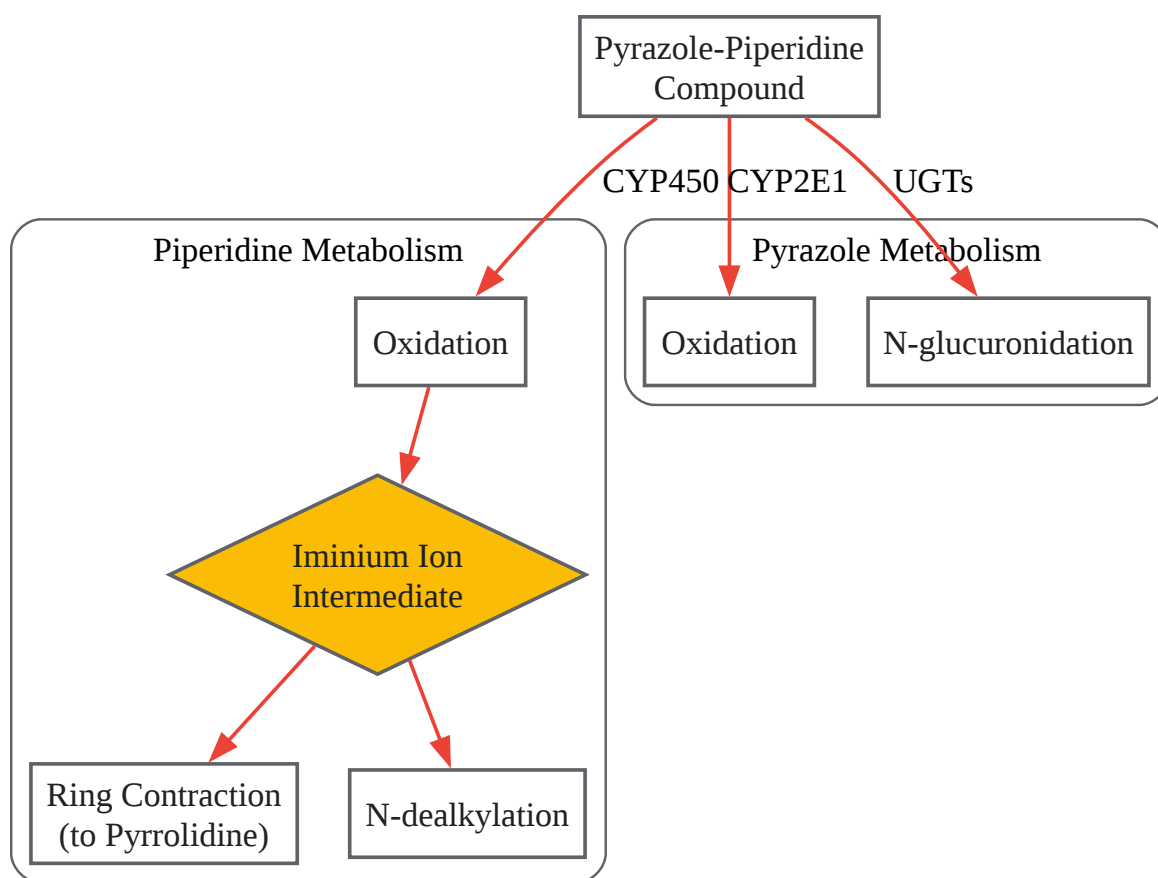 Pyrazole-Piperidine
Compound
CYP450
CYP2E1
UGTs
Piperidine Metabolism
Pyrazole Metabolism
Oxidation
Oxidation
N-glucuronidation
Iminium Ion
Intermediate
Ring Contraction
(to Pyrrolidine)
N-dealkylation